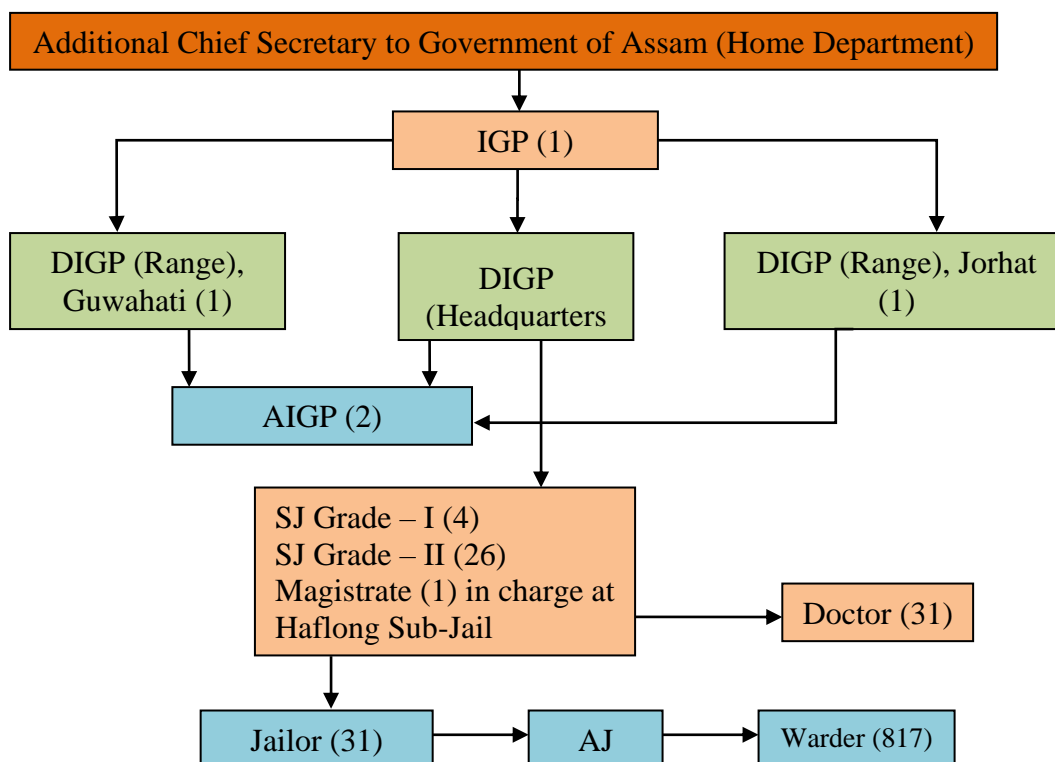 Additional Chief Secretary to Government of Assam (Home Department)
IGP (1)
DIGP (Range),
Guwahati (1)
DIGP
(Headquarters
DIGP (Range), Jorhat
(1)
AIGP (2)
SJ Grade – I (4)
SJ Grade – II (26)
Magistrate (1) in charge at
Haflong Sub-Jail
Doctor (31)
Jailor (31)
AJ
Warder (817)